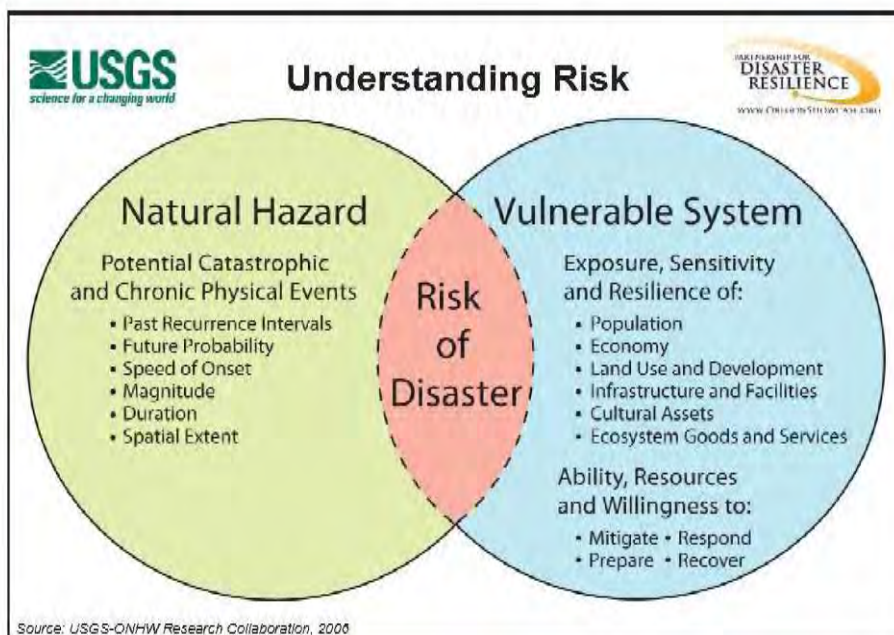 USGS
science for a changing world
Understanding Risk
PARTNERSHIP FOR
DISASTER
RESILIENCE
Natural Hazard
Potential Catastrophic
and Chronic Physical Events
• Past Recurrence Intervals
• Future Probability
• Speed of Onset
• Magnitude
• Duration
• Spatial Extent
Risk
of
Disaster
Vulnerable System
Exposure, Sensitivity
and Resilience of:
• Population
• Economy
• Land Use and Development
• Infrastructure and Facilities
• Cultural Assets
• Ecosystem Goods and Services
Ability, Resources
and Willingness to:
• Mitigate • Respond
• Prepare • Recover
Source: USGS-ONHW Research Collaboration, 2006